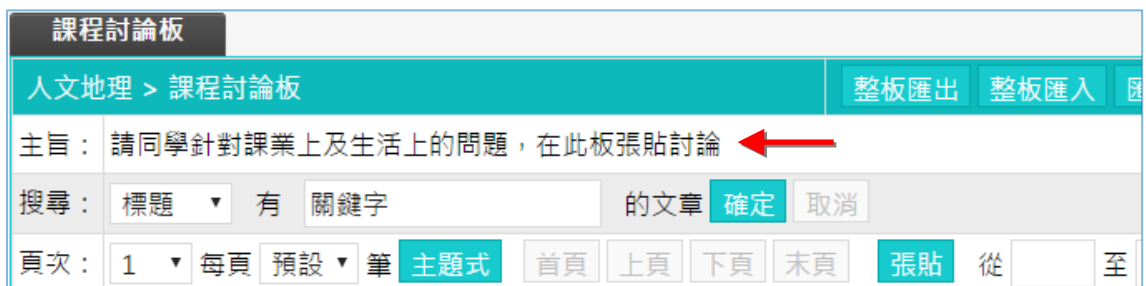 課程討論板
人文地理 > 課程討論板 整板匯出 整板匯入
主旨： 請同學針對課業上及生活上的問題，在此板張貼討論
搜尋： 標題 有 關鍵字 的文章 確定 取消
頁次： 1 每頁 預設 筆 主題式 首頁 上頁 下頁 末頁 張貼 從 至